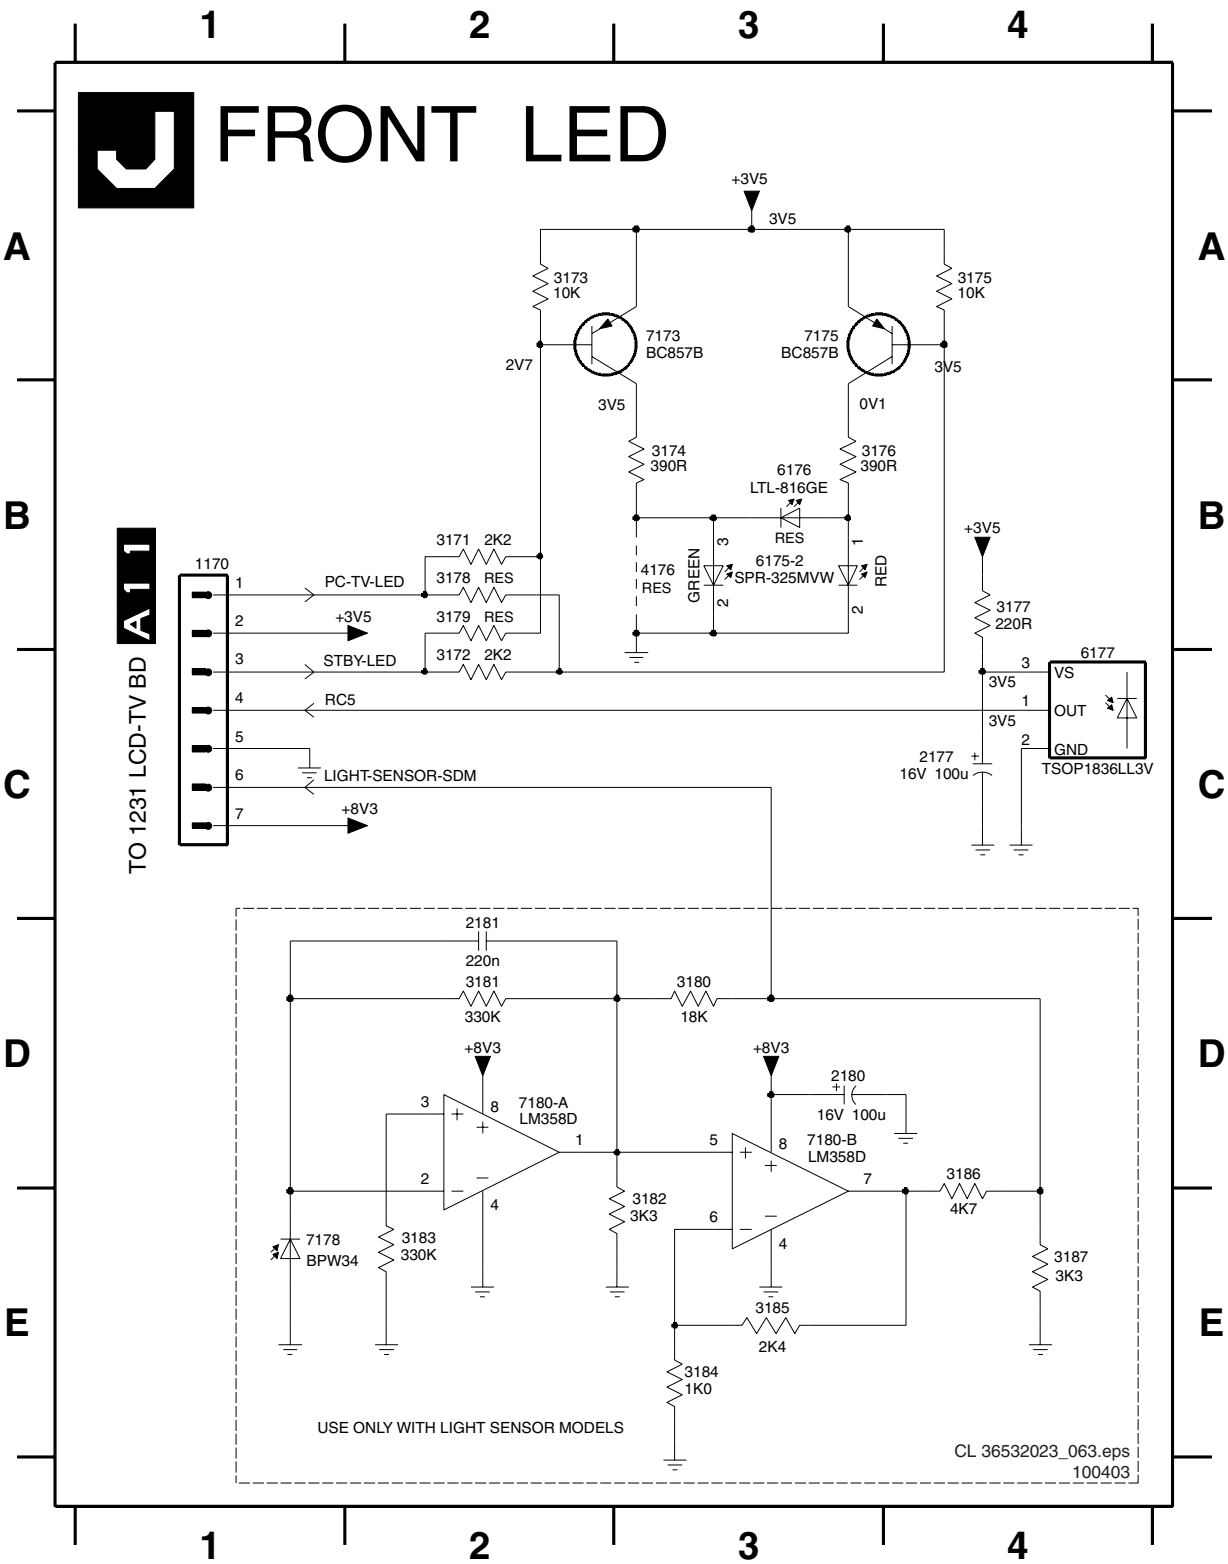 1 2 3 4
J FRONT LED
+3V5
3V5
A A
3173
10K
3175
10K
7173
BC857B
7175
BC857B
2V7
3V5
3V5
0V1
3174
390R
3176
390R
6176
LTL-816GE
RES
B B
+3V5
A11
TO 1231 LCD-TV BD
1170
3171 2K2
3178 RES
3179 RES
3172 2K2
4176
RES
GREEN
3
2
6175-2
SPR-325MVW
1
2
RED
3177
220R
1 PC-TV-LED
2 +3V5
3 STBY-LED
4 RC5
5
6 LIGHT-SENSOR-SDM
7 +8V3
6177
3V5 3 VS
3V5 1 OUT
2 GND
TSOP1836LL3V
2177
+
16V 100u
C C
2181
220n
3181
330K
3180
18K
D D
+8V3
+8V3
2180
+
16V 100u
7180-A
LM358D
3 + 8
+
1
2 − −
4
7180-B
LM358D
5 + 8
+
7
6 − −
4
3186
4K7
3182
3K3
7178
BPW34
3183
330K
3187
3K3
E E
3185
2K4
3184
1K0
USE ONLY WITH LIGHT SENSOR MODELS
CL 36532023_063.eps
100403
1 2 3 4